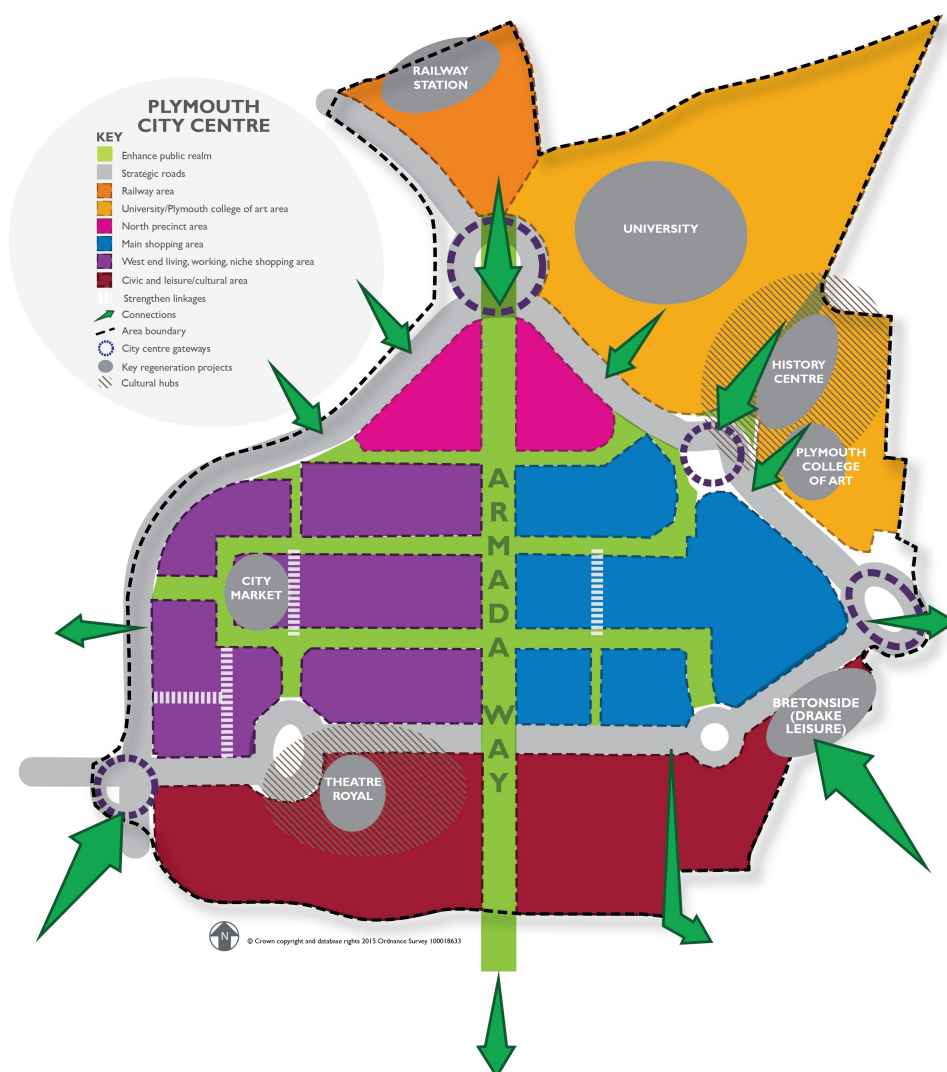 PLYMOUTH
CITY CENTRE
KEY
Enhance public realm
Strategic roads
Railway area
University/Plymouth college of art area
North precinct area
Main shopping area
West end living, working, niche shopping area
Civic and leisure/cultural area
Strengthen linkages
Connections
Area boundary
City centre gateways
Key regeneration projects
Cultural hubs
RAILWAY
STATION
UNIVERSITY
HISTORY
CENTRE
PLYMOUTH
COLLEGE
OF ART
ARMADA WAY
CITY
MARKET
BRETONSIDE
(DRAKE
LEISURE)
THEATRE
ROYAL
N
© Crown copyright and database rights 2015 Ordnance Survey 100018633